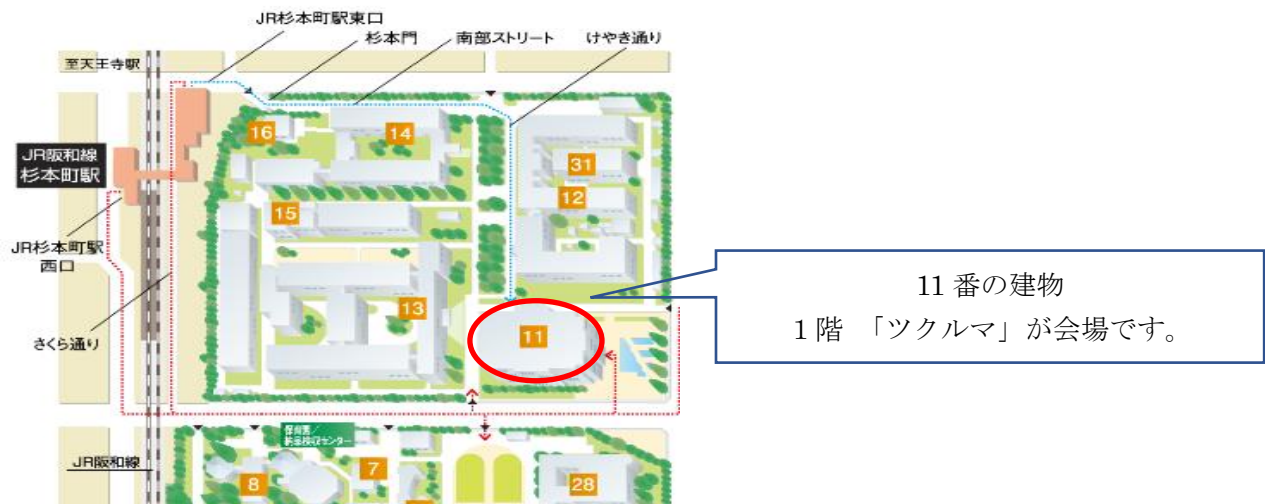 JR杉本町駅東口
杉本門
南部ストリート
けやき通り
至天王寺駅
16
14
31
JR阪和線
杉本町駅
12
15
JR杉本町駅
西口
13
11
さくら通り
11 番の建物
1 階 「ツクルマ」が会場です。
保育園／
JR阪和線
7
8
28